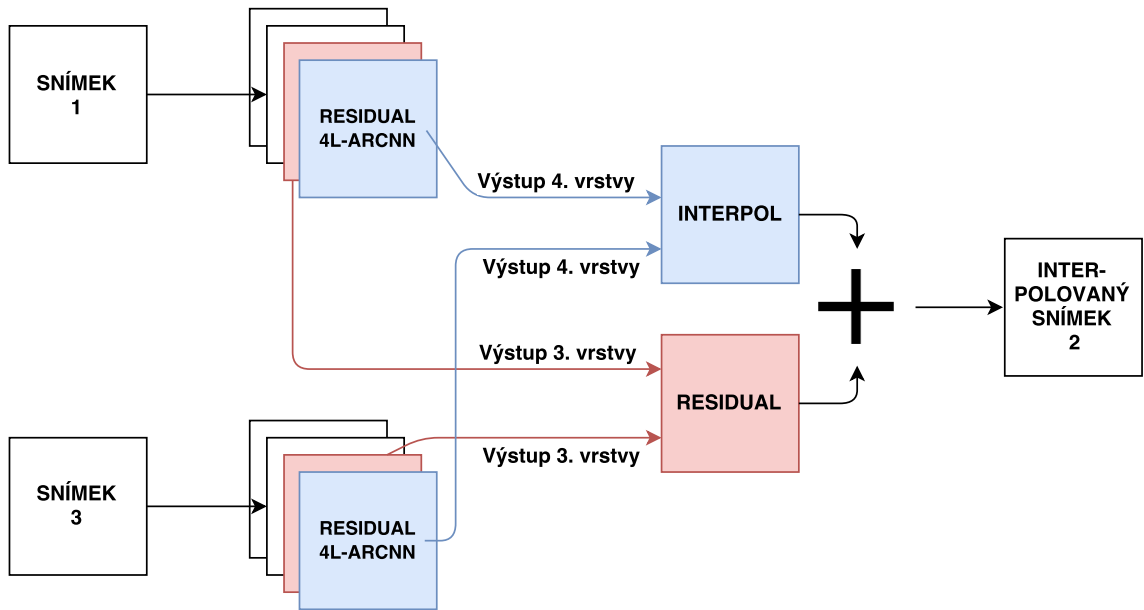 SNÍMEK
1
RESIDUAL
4L-ARCNN
Výstup 4. vrstvy
INTERPOL
Výstup 4. vrstvy
INTER-
POLOVANÝ
SNÍMEK
2
Výstup 3. vrstvy
RESIDUAL
Výstup 3. vrstvy
SNÍMEK
3
RESIDUAL
4L-ARCNN